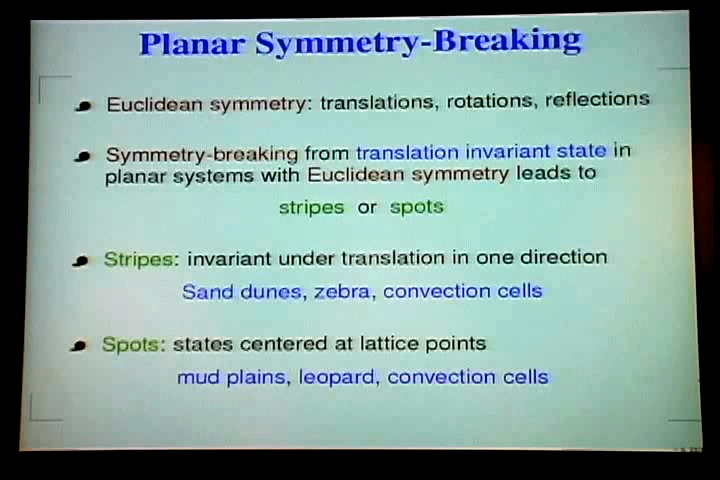 Planar Symmetry-Breaking
Euclidean symmetry: translations, rotations, reflections
Symmetry-breaking from translation invariant state in
planar systems with Euclidean symmetry leads to
stripes or spots
Stripes: invariant under translation in one direction
Sand dunes, zebra, convection cells
Spots: states centered at lattice points
mud plains, leopard, convection cells